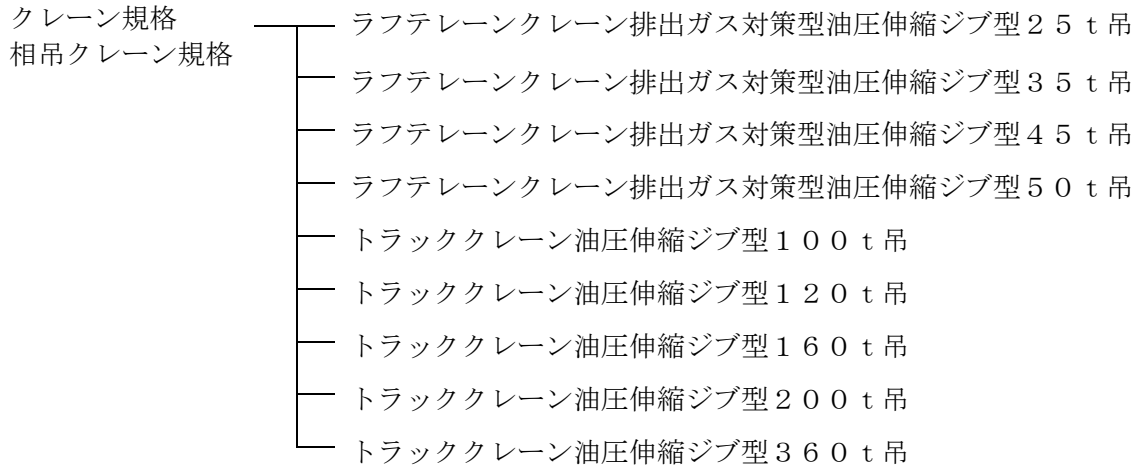 クレーン規格
相吊クレーン規格
ラフテレーンクレーン排出ガス対策型油圧伸縮ジブ型２５ｔ吊
ラフテレーンクレーン排出ガス対策型油圧伸縮ジブ型３５ｔ吊
ラフテレーンクレーン排出ガス対策型油圧伸縮ジブ型４５ｔ吊
ラフテレーンクレーン排出ガス対策型油圧伸縮ジブ型５０ｔ吊
トラッククレーン油圧伸縮ジブ型１００ｔ吊
トラッククレーン油圧伸縮ジブ型１２０ｔ吊
トラッククレーン油圧伸縮ジブ型１６０ｔ吊
トラッククレーン油圧伸縮ジブ型２００ｔ吊
トラッククレーン油圧伸縮ジブ型３６０ｔ吊